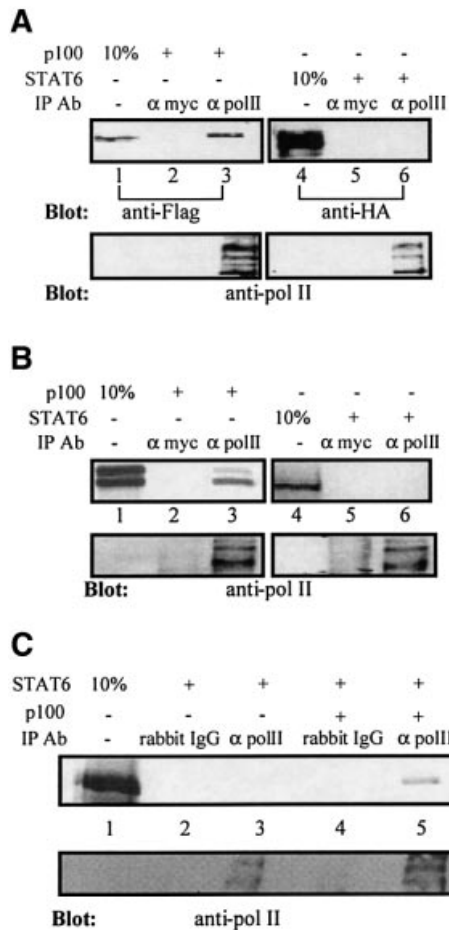 A
p100 10% + + - - -
STAT6 - - - 10% + +
IP Ab - α myc α polII - α myc α polII
1 2 3 4 5 6
Blot: anti-Flag anti-HA
Blot: anti-pol II
B
p100 10% + + - - -
STAT6 - - - 10% + +
IP Ab - α myc α polII - α myc α polII
1 2 3 4 5 6
Blot: anti-pol II
C
STAT6 10% + + + +
p100 - - - + +
IP Ab - rabbit IgG α polII rabbit IgG α polII
1 2 3 4 5
Blot: anti-pol II